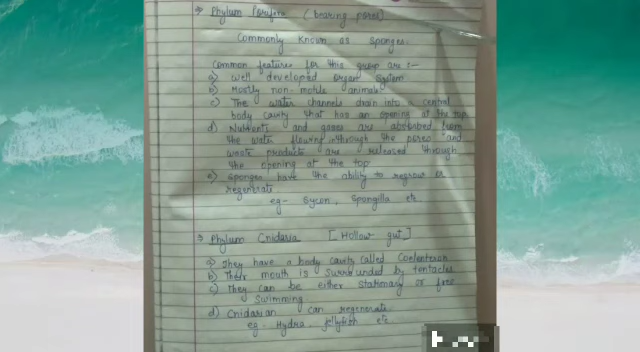 → Phylum Porifera (bearing pores)
Commonly known as sponges.
Common features for this group are :-
a) well developed organ system
b) Mostly non-motile animals
c) The water channels drain into a central
body cavity that has an opening at the top
d) Nutrients and gases are absorbed from
the water flowing through the pores and
waste products are released through
the opening at the top
e) Sponges have the ability to regrow or
regenerate
eg- Sycon, Spongilla etc
→ Phylum Cnidaria [Hollow gut]
a) They have a body cavity called Coelenteron
b) Their mouth is surrounded by tentacles
c) They can be either stationary or free
swimming
d) Cnidarian can regenerate.
eg- Hydra, jellyfish etc.